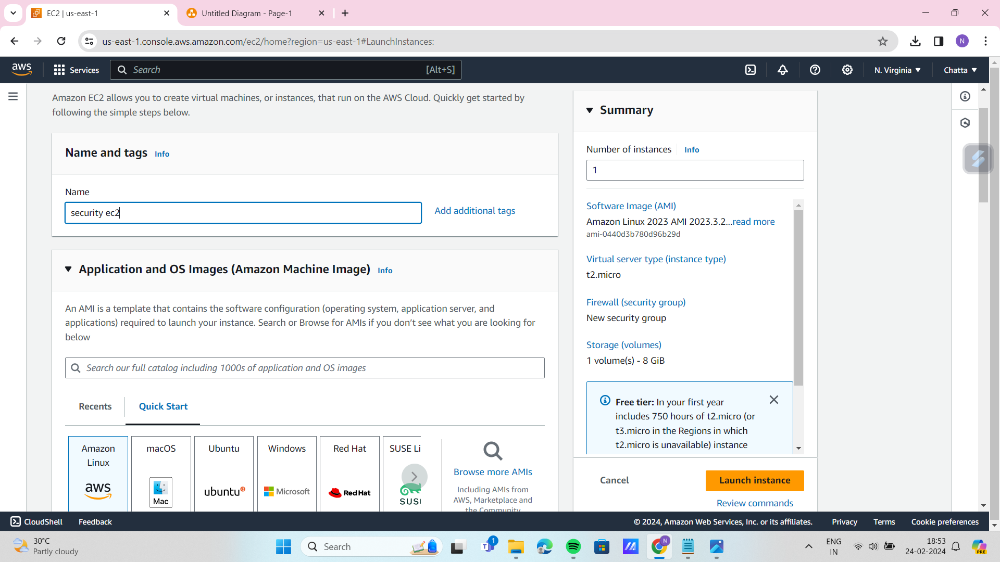 EC2 | us-east-1
Untitled Diagram - Page-1
us-east-1.console.aws.amazon.com/ec2/home?region=us-east-1#LaunchInstances:
N
aws
Services
Search
[Alt+S]
N. Virginia
Chatta
Amazon EC2 allows you to create virtual machines, or instances, that run on the AWS Cloud. Quickly get started by
following the simple steps below.
Name and tags Info
Name
security ec2
Add additional tags
Application and OS Images (Amazon Machine Image) Info
An AMI is a template that contains the software configuration (operating system, application server, and
applications) required to launch your instance. Search or Browse for AMIs if you don’t see what you are looking for
below
Search our full catalog including 1000s of application and OS images
Recents
Quick Start
Amazon
Linux
aws
macOS
Mac
Ubuntu
ubuntu
Windows
Microsoft
Red Hat
Red Hat
SUSE Li
SUS
Browse more AMIs
Including AMIs from
AWS, Marketplace and
the Community
Summary
Number of instances
Info
1
Software Image (AMI)
Amazon Linux 2023 AMI 2023.3.2...read more
ami-0440d3b780d96b29d
Virtual server type (instance type)
t2.micro
Firewall (security group)
New security group
Storage (volumes)
1 volume(s) - 8 GiB
Free tier: In your first year
includes 750 hours of t2.micro (or
t3.micro in the Regions in which
t2.micro is unavailable) instance
Cancel
Launch instance
Review commands
CloudShell
Feedback
© 2024, Amazon Web Services, Inc. or its affiliates.
Privacy
Terms
Cookie preferences
30°C
Partly cloudy
Search
1
N
ENG
IN
18:53
24-02-2024
PRE